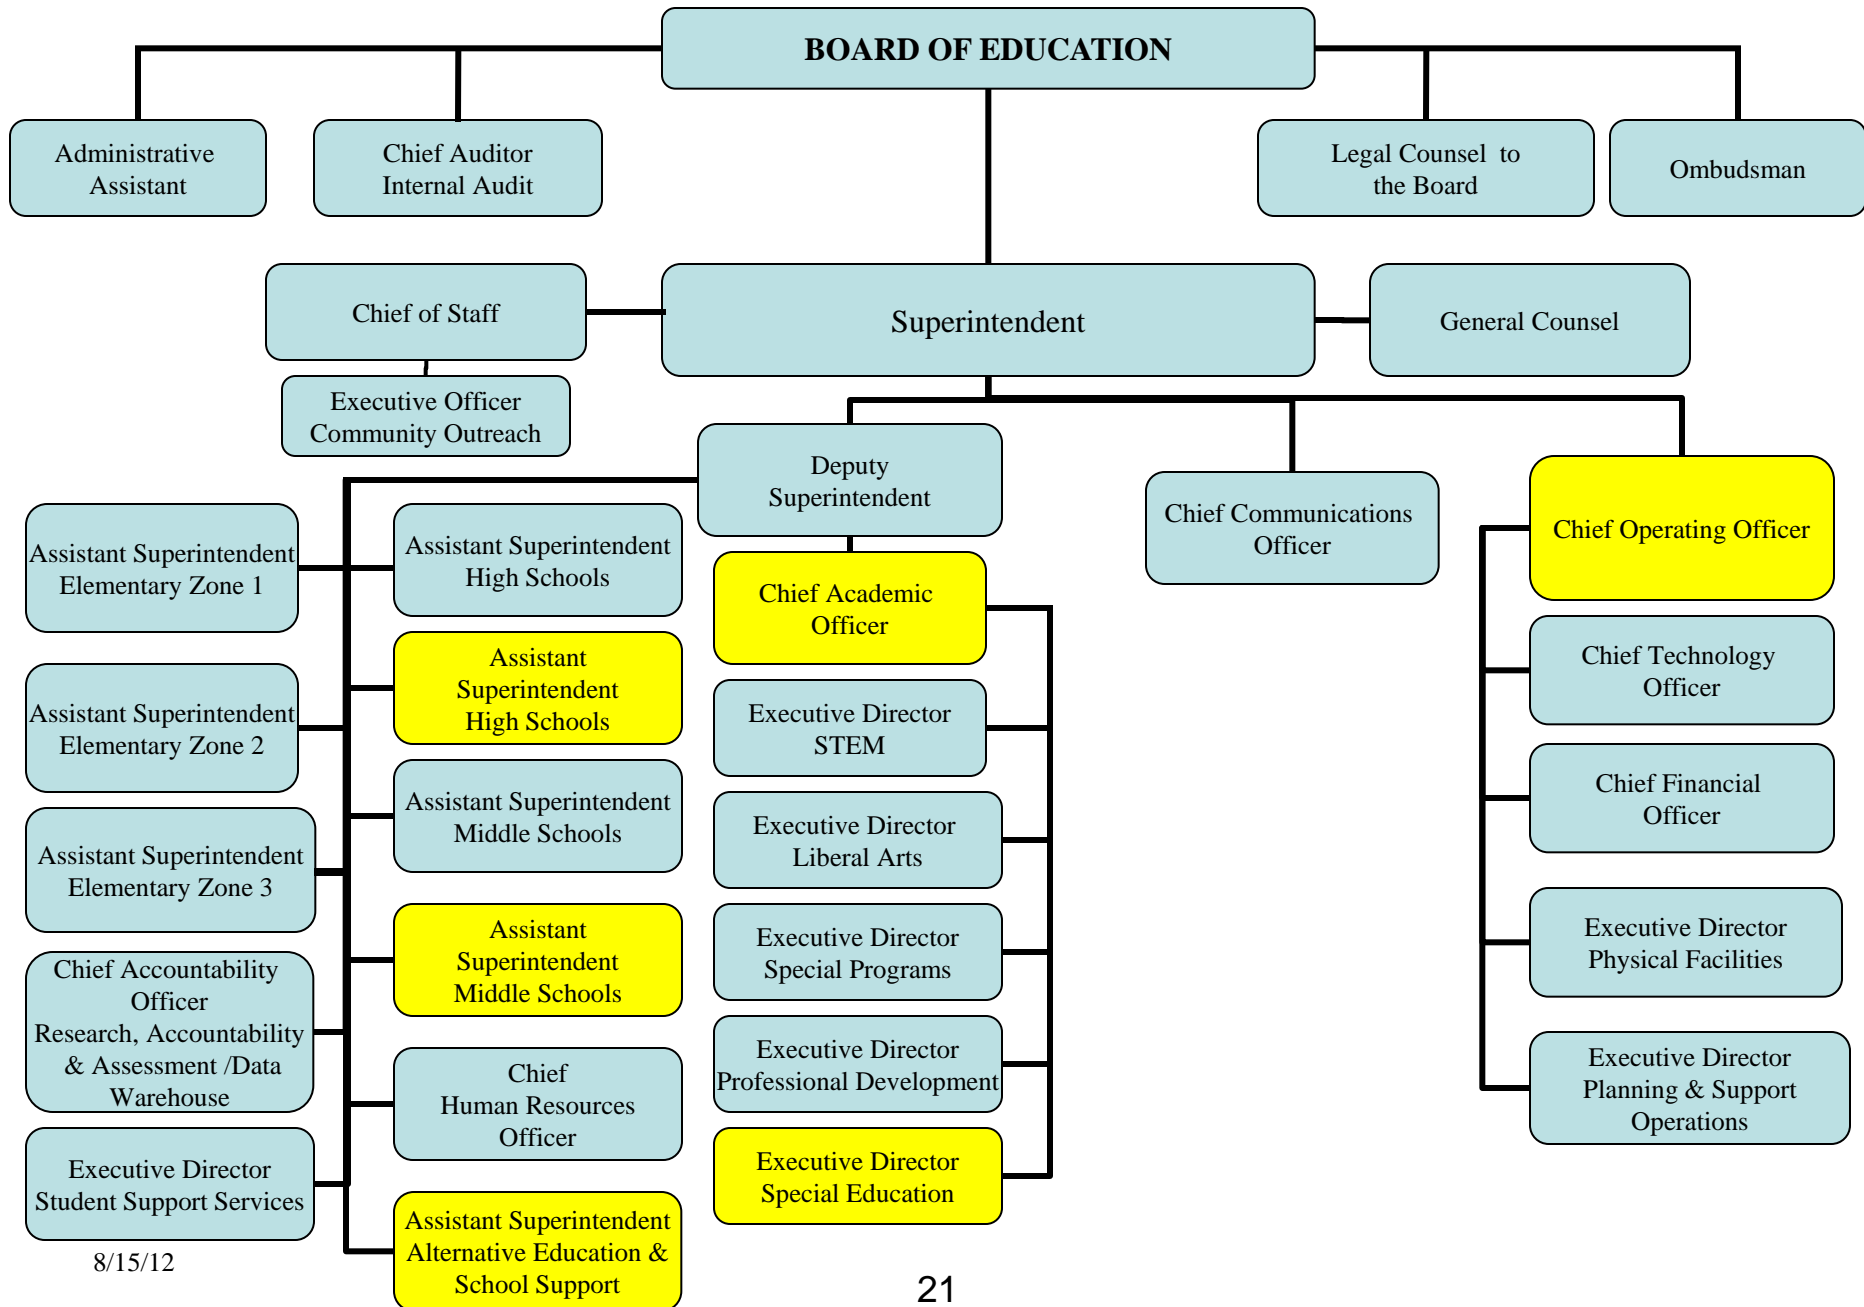 BOARD OF EDUCATION
Administrative
Assistant
Chief Auditor
Internal Audit
Legal Counsel to
the Board
Ombudsman
Chief of Staff
Superintendent
General Counsel
Executive Officer
Community Outreach
Deputy
Superintendent
Chief Communications
Officer
Chief Operating Officer
Assistant Superintendent
Elementary Zone 1
Assistant Superintendent
Elementary Zone 2
Assistant Superintendent
Elementary Zone 3
Chief Accountability
Officer
Research, Accountability
& Assessment /Data
Warehouse
Executive Director
Student Support Services
Assistant Superintendent
High Schools
Assistant
Superintendent
High Schools
Assistant Superintendent
Middle Schools
Assistant
Superintendent
Middle Schools
Chief
Human Resources
Officer
Assistant Superintendent
Alternative Education &
School Support
Chief Academic
Officer
Executive Director
STEM
Executive Director
Liberal Arts
Executive Director
Special Programs
Executive Director
Professional Development
Executive Director
Special Education
Chief Technology
Officer
Chief Financial
Officer
Executive Director
Physical Facilities
Executive Director
Planning & Support
Operations
8/15/12
21